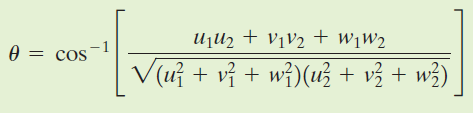 θ = cos⁻¹ [ (u₁u₂ + v₁v₂ + w₁w₂) / √((u₁² + v₁² + w₁²)(u₂² + v₂² + w₂²)) ]